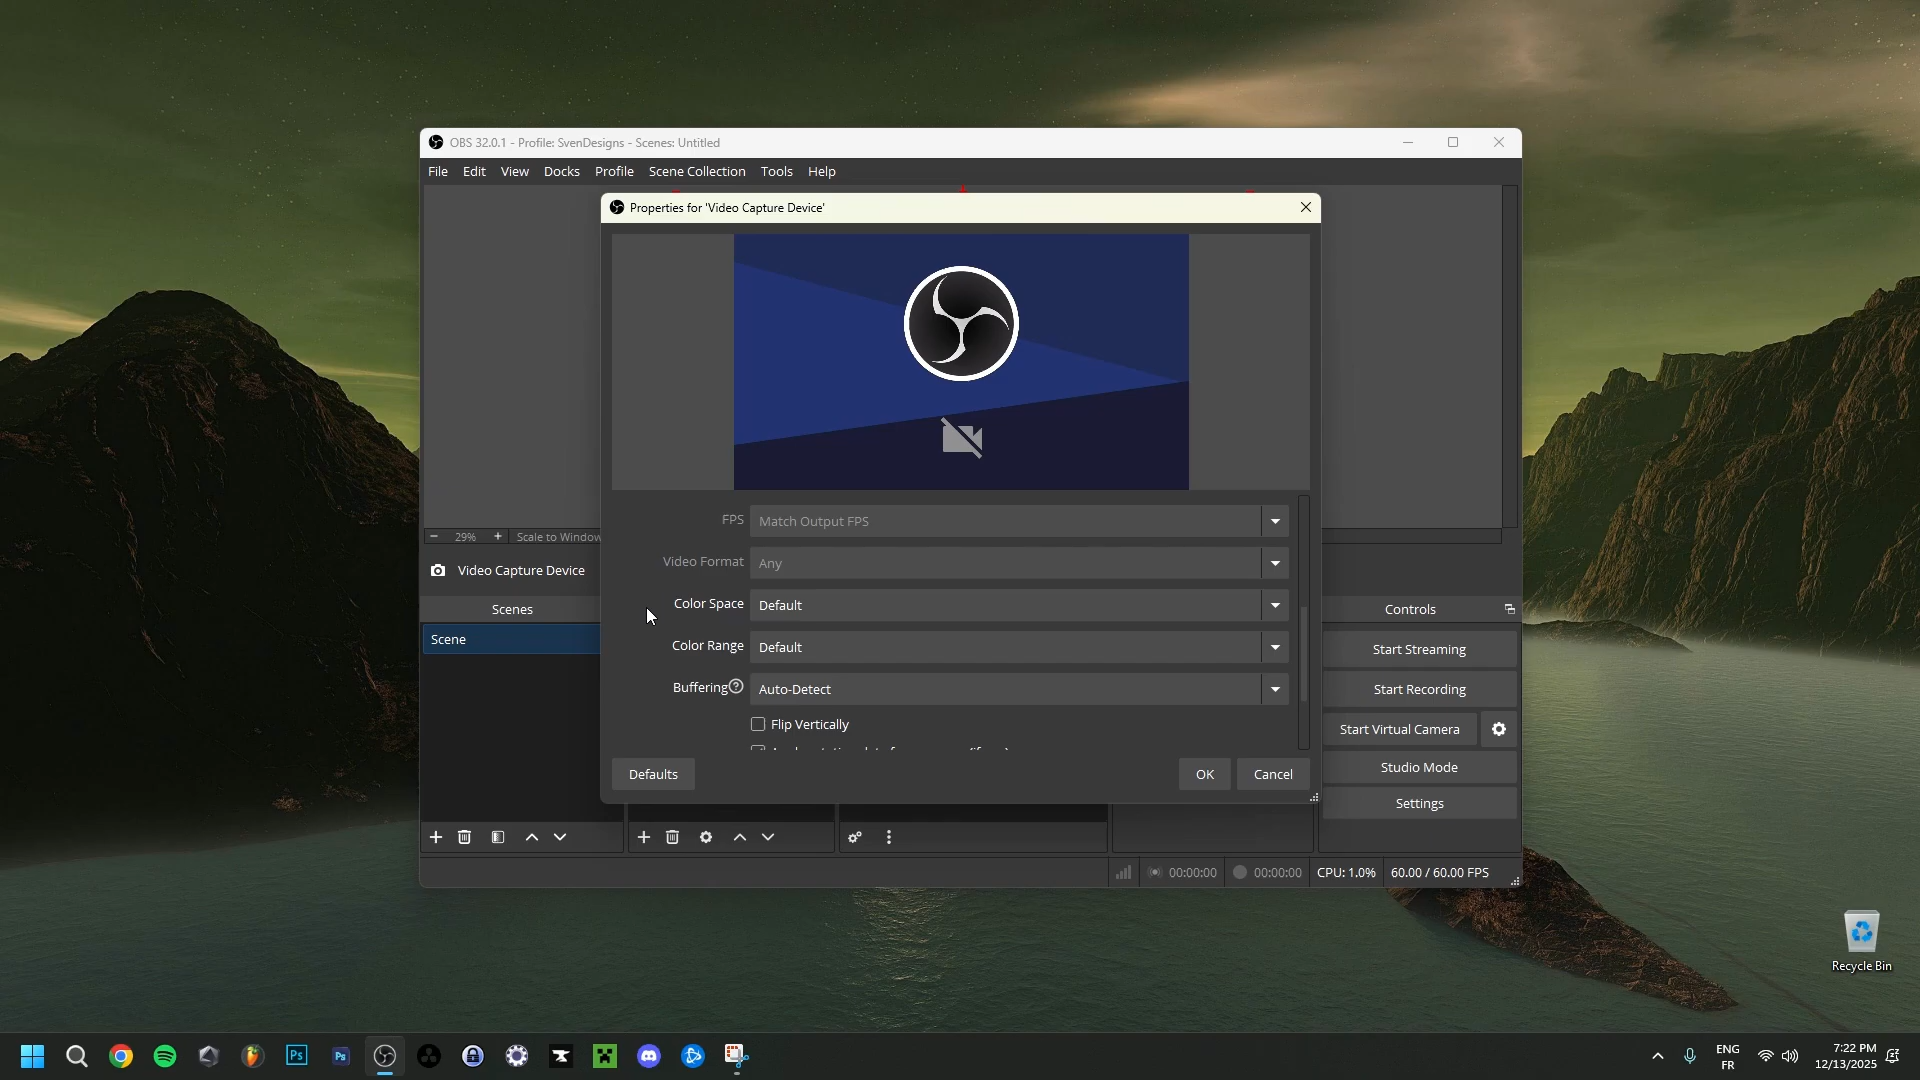 OBS 32.0.1 - Profile: SvenDesigns - Scenes: Untitled
File Edit View Docks Profile Scene Collection Tools Help
Properties for 'Video Capture Device'
FPS Match Output FPS
29% Scale to Window
Video Format Any
Video Capture Device
Color Space Default
Scenes
Controls
Scene
Color Range Default
Start Streaming
Buffering Auto-Detect
Start Recording
Flip Vertically
Start Virtual Camera
Defaults OK Cancel
Studio Mode
Settings
00:00:00 00:00:00 CPU: 1.0% 60.00 / 60.00 FPS
Recycle Bin
Ps
Ps
ENG
FR
7:22 PM
12/13/2025